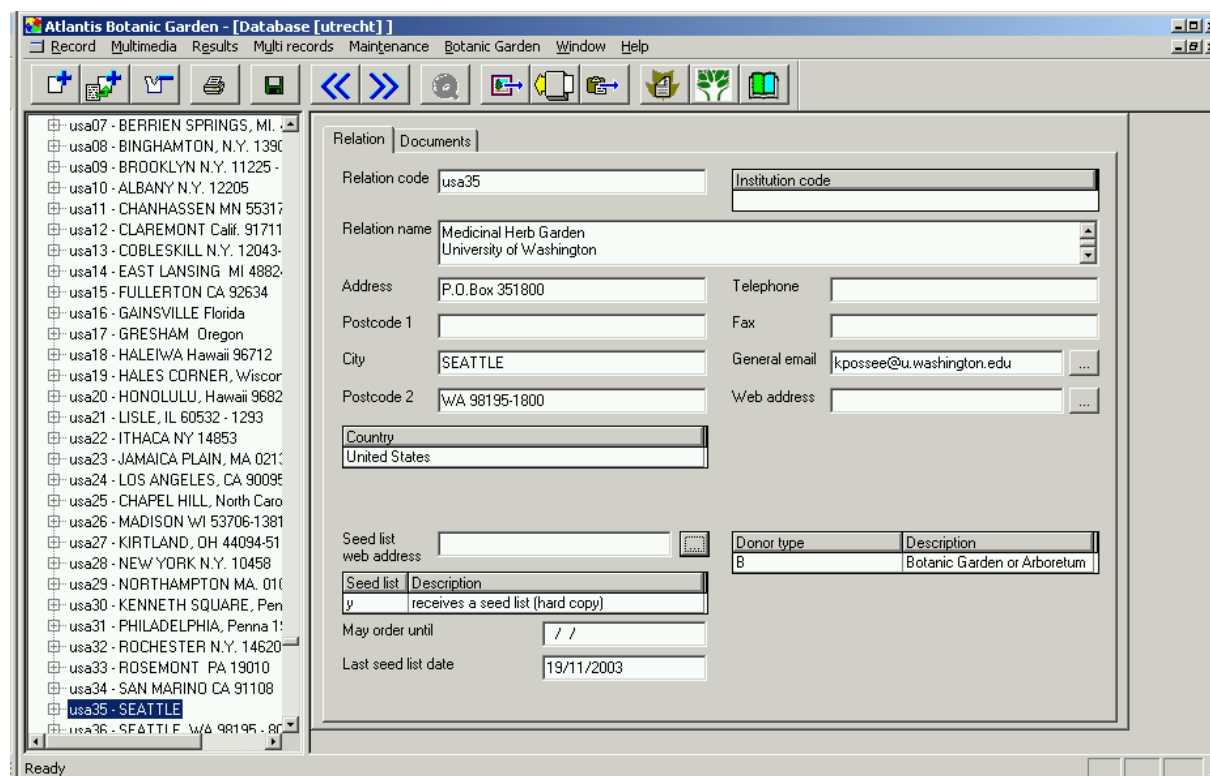 Atlantis Botanic Garden - [Database [utrecht] ]
Record Multimedia Results Multi records Maintenance Botanic Garden Window Help
usa07 - BERRIEN SPRINGS, MI.
usa08 - BINGHAMTON, N.Y. 1390
usa09 - BROOKLYN N.Y. 11225 -
usa10 - ALBANY N.Y. 12205
usa11 - CHANHASSEN MN 55317
usa12 - CLAREMONT Calif. 91711
usa13 - COBLESKILL N.Y. 12043-
usa14 - EAST LANSING MI 4882
usa15 - FULLERTON CA 92634
usa16 - GAINSVILLE Florida
usa17 - GRESHAM Oregon
usa18 - HALEIWA Hawaii 96712
usa19 - HALES CORNER, Wiscor
usa20 - HONOLULU, Hawaii 9682
usa21 - LISLE, IL 60532 - 1293
usa22 - ITHACA NY 14853
usa23 - JAMAICA PLAIN, MA 021
usa24 - LOS ANGELES, CA 90095
usa25 - CHAPEL HILL, North Caro
usa26 - MADISON WI 53706-1381
usa27 - KIRTLAND, OH 44094-51
usa28 - NEW YORK N.Y. 10458
usa29 - NORTHAMPTON MA. 010
usa30 - KENNETH SQUARE, Pen
usa31 - PHILADELPHIA, Penna 1
usa32 - ROCHESTER N.Y. 14620
usa33 - ROSEMONT PA 19010
usa34 - SAN MARINO CA 91108
usa35 - SEATTLE
usa36 - SEATTLE, WA 98195 - 
Relation Documents
Relation code usa35
Institution code
Relation name Medicinal Herb Garden
University of Washington
Address P.O.Box 351800
Telephone
Postcode 1
Fax
City SEATTLE
General email kpossee@u.washington.edu ...
Postcode 2 WA 98195-1800
Web address ...
Country
United States
Seed list
web address ...
Donor type Description
B Botanic Garden or Arboretum
Seed list Description
y receives a seed list (hard copy)
May order until / /
Last seed list date 19/11/2003
Ready